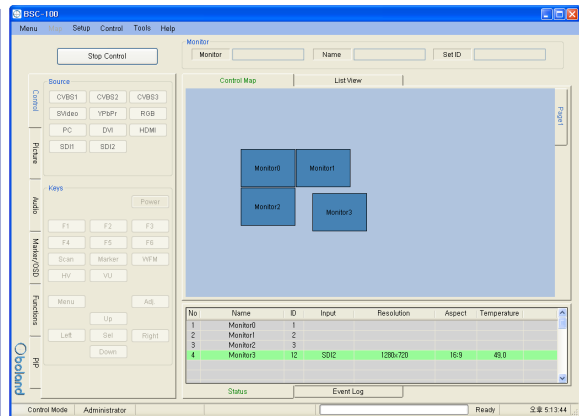 BSC-100
Menu Map Setup Control Tools Help
Stop Control
Monitor
Monitor Name Set ID
Control Map List View
Source
CVBS1 CVBS2 CVBS3
SVideo YPbPr RGB
PC DVI HDMI
SDI1 SDI2
Keys
Power
F1 F2 F3
F4 F5 F6
Scan Marker WFM
HV VU
Menu Adj.
Up
Left Sel Right
Down
Control
Picture
Audio
Marker/OSD
Functions
PIP
boland
Page1
Monitor0 Monitor1
Monitor2 Monitor3
No Name ID Input Resolution Aspect Temperature
1 Monitor0 1
2 Monitor1 2
3 Monitor2 3
4 Monitor3 12 SDI2 1280x720 16:9 49.0
Status Event Log
Control Mode Administrator Ready 오후 5:13:44